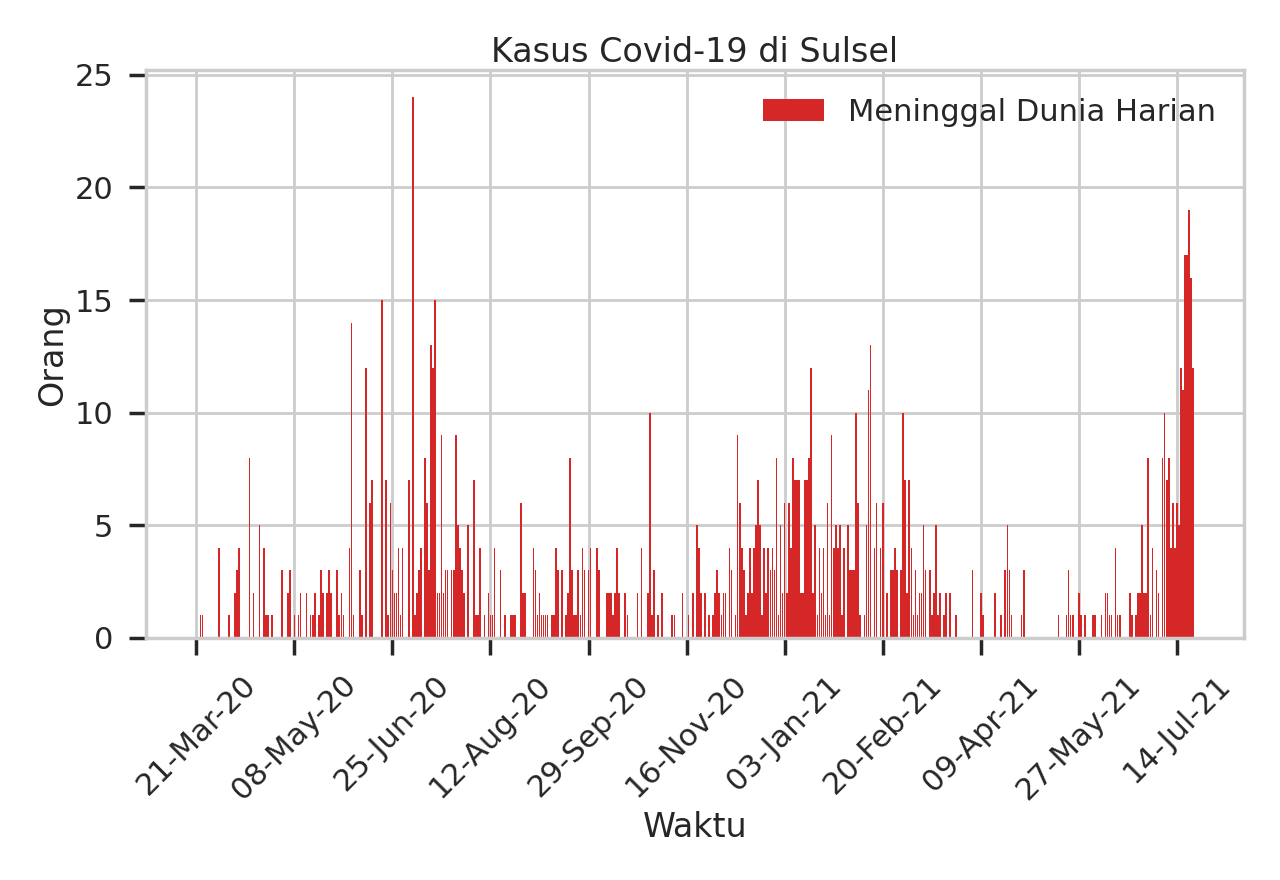 Kasus Covid-19 di Sulsel
Meninggal Dunia Harian
Orang
25
20
15
10
5
0
21-Mar-20
08-May-20
25-Jun-20
12-Aug-20
29-Sep-20
16-Nov-20
03-Jan-21
20-Feb-21
09-Apr-21
27-May-21
14-Jul-21
Waktu